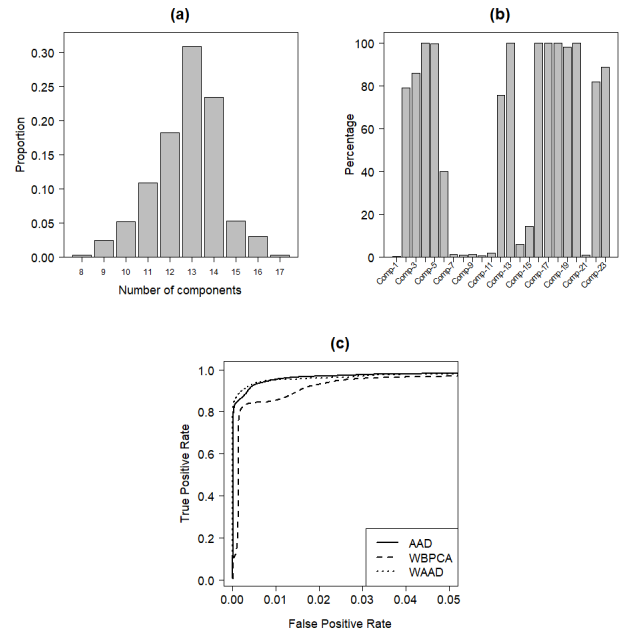 (a)
Proportion
0.30
0.25
0.20
0.15
0.10
0.05
0.00
8 9 10 11 12 13 14 15 16 17
Number of components
(b)
Percentage
100
80
60
40
20
0
Comp-1 Comp-3 Comp-5 Comp-7 Comp-9 Comp-11 Comp-13 Comp-15 Comp-17 Comp-19 Comp-21 Comp-23
(c)
True Positive Rate
1.0
0.8
0.6
0.4
0.2
0.0
AAD
WBPCA
WAAD
0.00 0.01 0.02 0.03 0.04 0.05
False Positive Rate